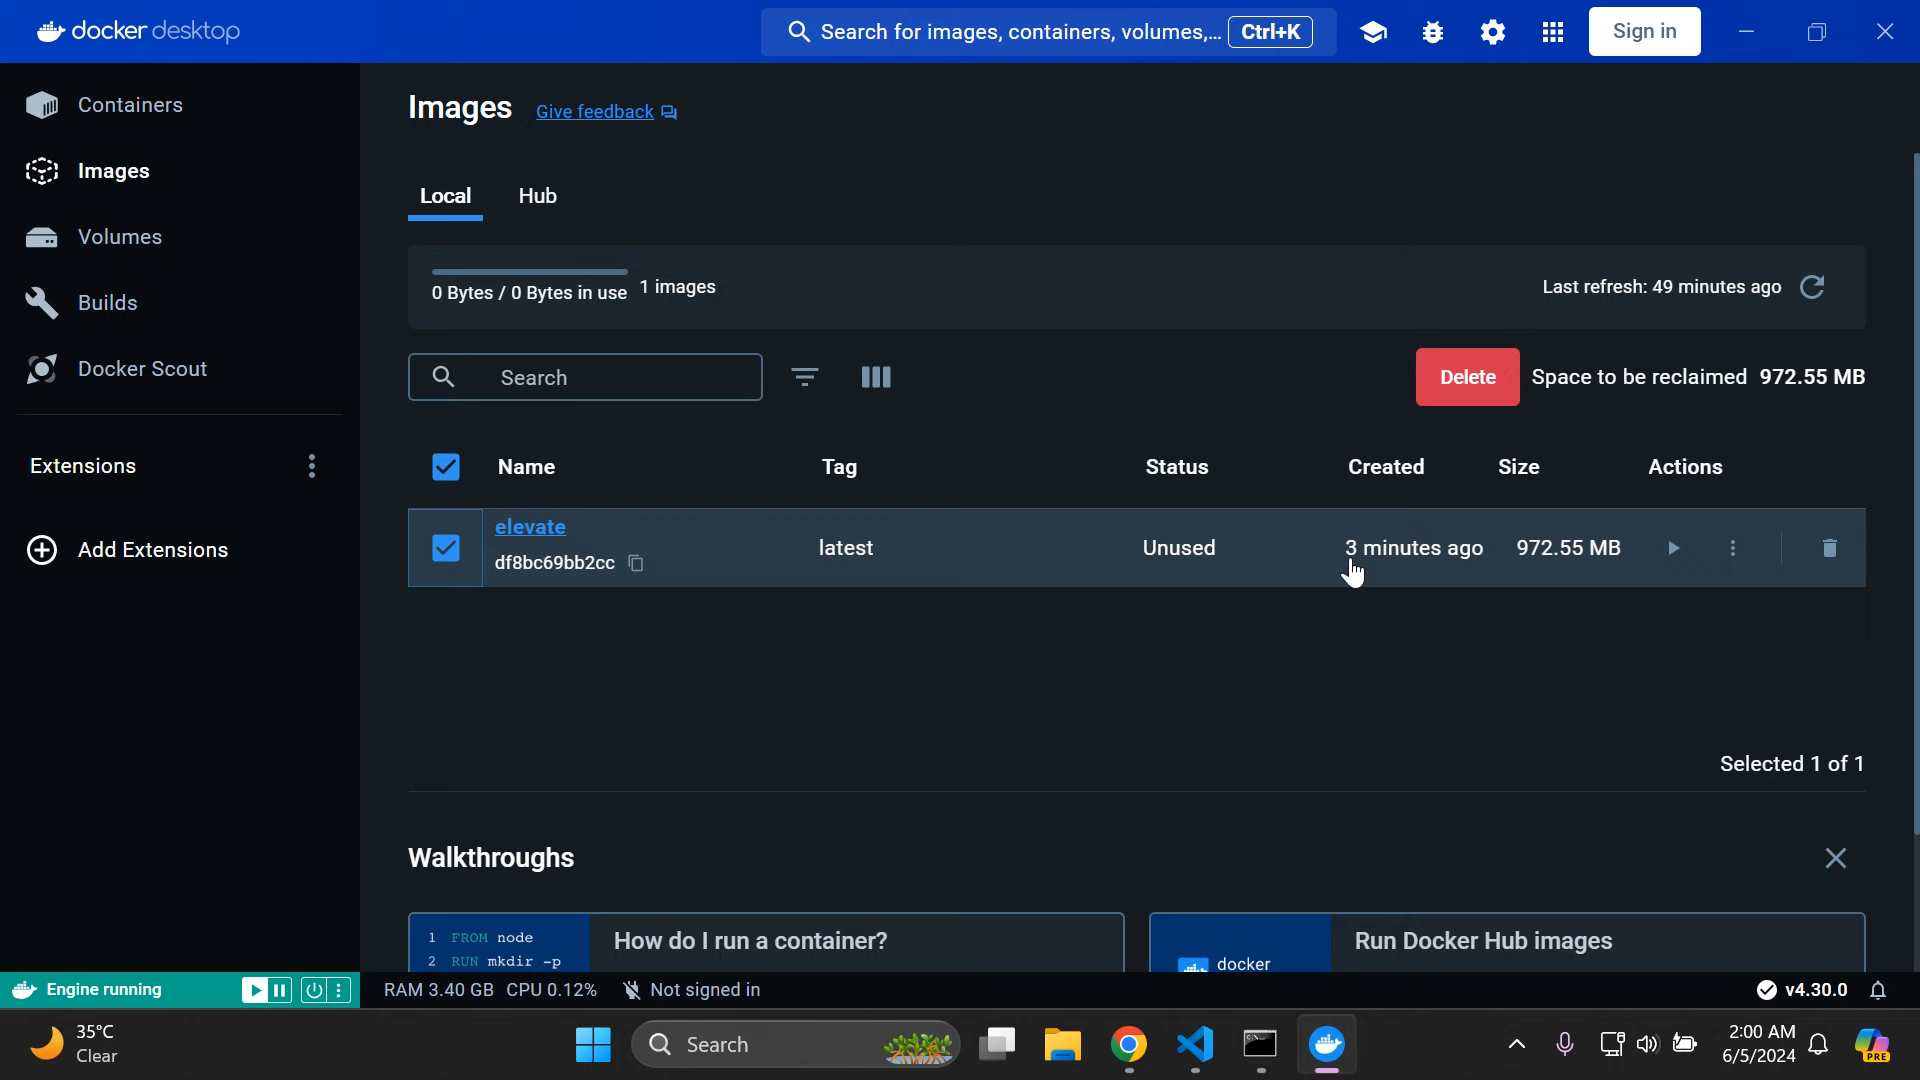 docker desktop
Search for images, containers, volumes,... Ctrl+K
Sign in
Containers
Images
Volumes
Builds
Docker Scout
Extensions
Add Extensions
Images Give feedback
Local Hub
0 Bytes / 0 Bytes in use 1 images
Last refresh: 49 minutes ago
Search
Delete Space to be reclaimed 972.55 MB
Name Tag Status Created Size Actions
elevate
df8bc69bb2cc latest Unused 3 minutes ago 972.55 MB
Selected 1 of 1
Walkthroughs
1 FROM node
2 RUN mkdir -p
How do I run a container?
docker
Run Docker Hub images
Engine running
RAM 3.40 GB CPU 0.12% Not signed in
v4.30.0
35°C
Clear
Search
2:00 AM
6/5/2024
PRE